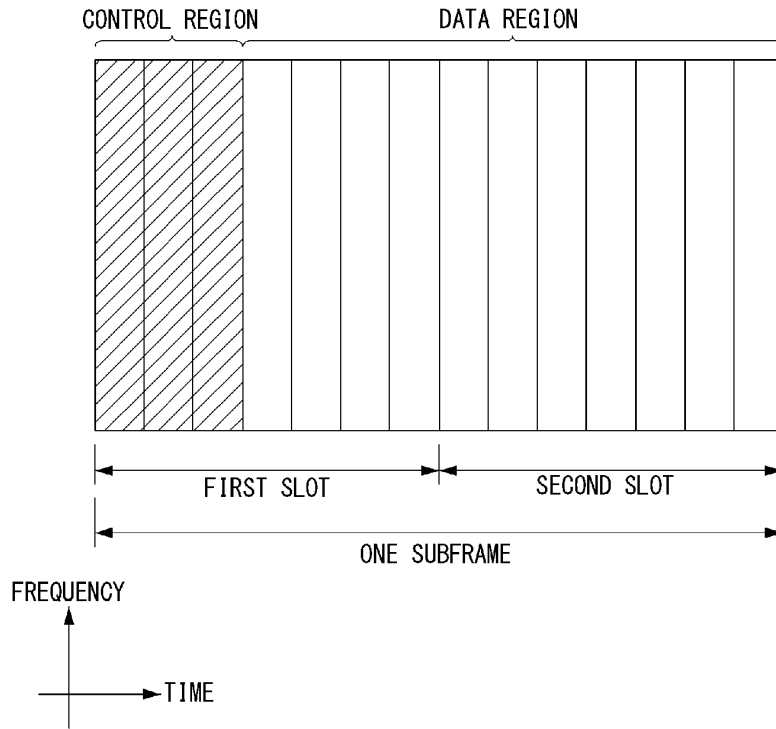 CONTROL REGION
DATA REGION
FIRST SLOT
SECOND SLOT
ONE SUBFRAME
FREQUENCY
TIME